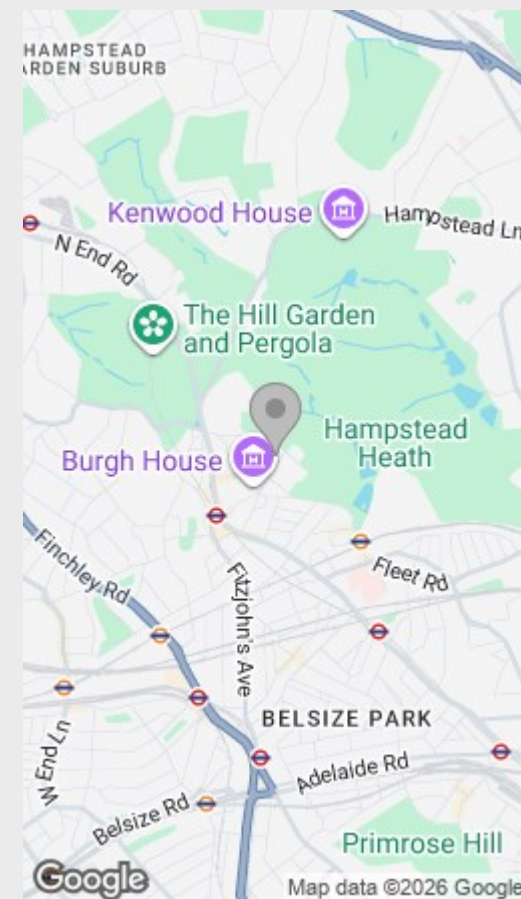 HAMPSTEAD
ARDEN SUBURB
Kenwood House
Hampstead Ln
N End Rd
The Hill Garden
and Pergola
Hampstead
Heath
Burgh House
Finchley Rd
Fitzjohn's Ave
Fleet Rd
BELSIZE PARK
W End Ln
Adelaide Rd
Belsize Rd
Primrose Hill
Google
Map data ©2026 Google